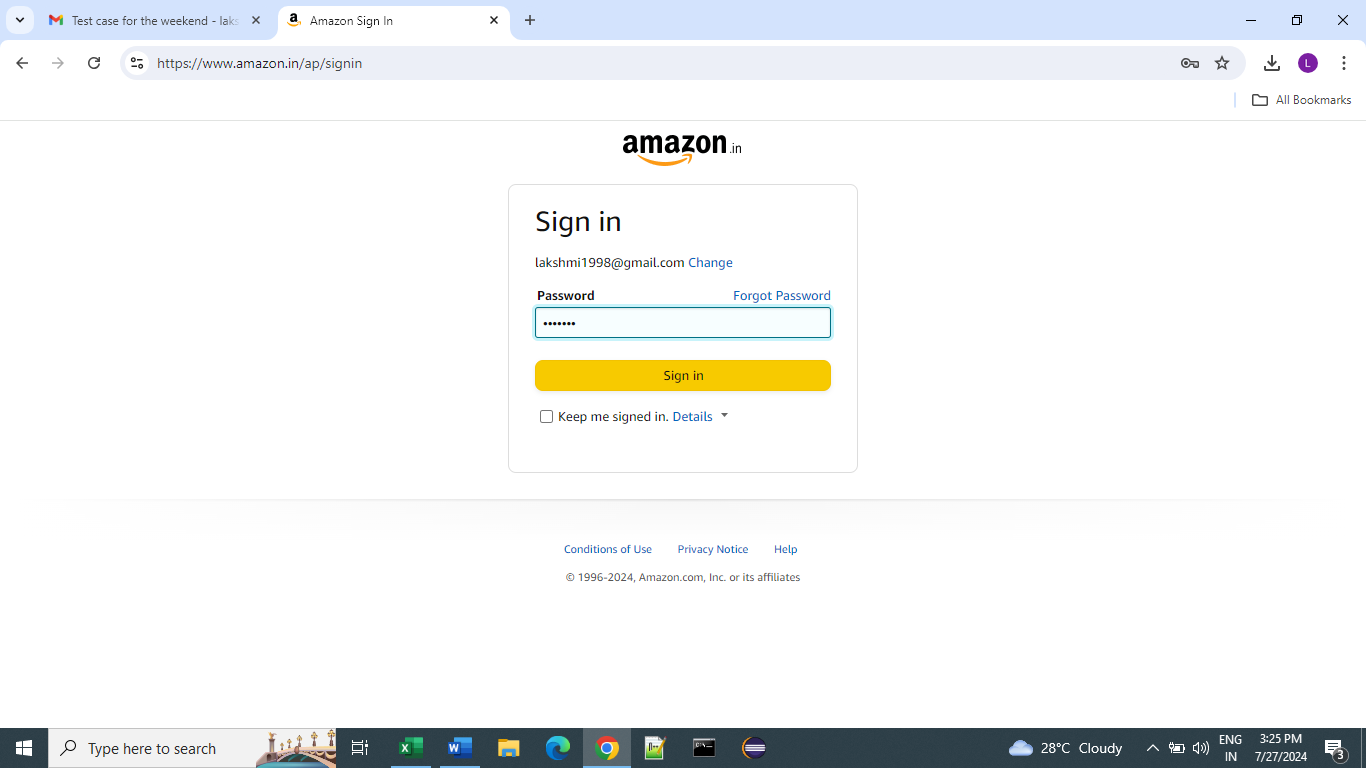 Test case for the weekend - laks
Amazon Sign In
https://www.amazon.in/ap/signin
L
All Bookmarks
amazon.in
Sign in
lakshmi1998@gmail.com Change
Password Forgot Password
•••••••
Sign in
Keep me signed in. Details
Conditions of Use Privacy Notice Help
© 1996-2024, Amazon.com, Inc. or its affiliates
Type here to search
28°C Cloudy
ENG
IN
3:25 PM
7/27/2024
3